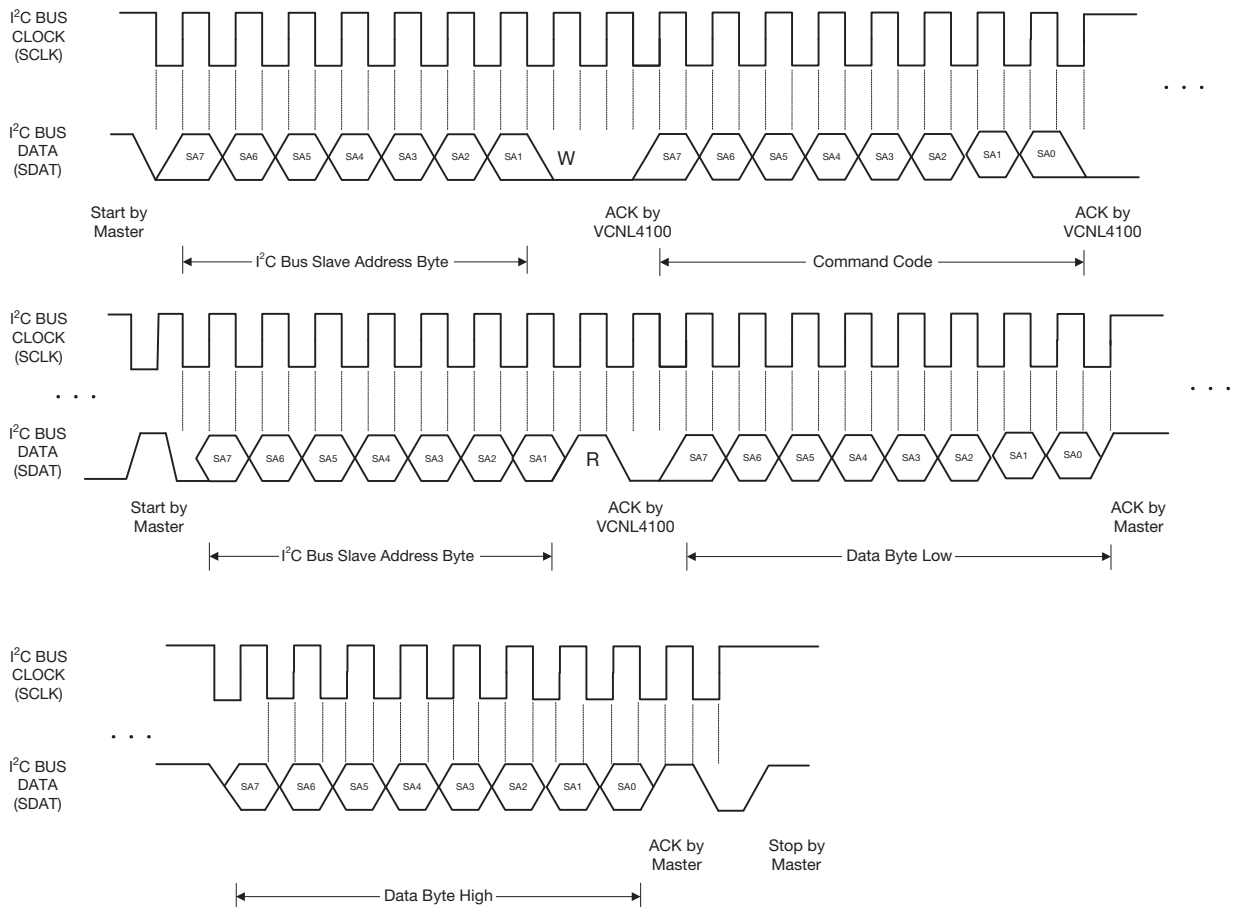 I²C BUS
CLOCK
(SCLK)
. . .
I²C BUS
DATA
(SDAT)
SA7 SA6 SA5 SA4 SA3 SA2 SA1 W SA7 SA6 SA5 SA4 SA3 SA2 SA1 SA0
Start by
Master
ACK by
VCNL4100
ACK by
VCNL4100
I²C Bus Slave Address Byte
Command Code
I²C BUS
CLOCK
(SCLK)
. . .
. . .
I²C BUS
DATA
(SDAT)
SA7 SA6 SA5 SA4 SA3 SA2 SA1 R SA7 SA6 SA5 SA4 SA3 SA2 SA1 SA0
Start by
Master
ACK by
VCNL4100
ACK by
Master
I²C Bus Slave Address Byte
Data Byte Low
I²C BUS
CLOCK
(SCLK)
. . .
I²C BUS
DATA
(SDAT)
SA7 SA6 SA5 SA4 SA3 SA2 SA1 SA0
ACK by
Master
Stop by
Master
Data Byte High